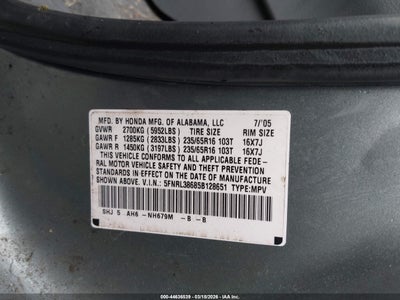 MFD. BY HONDA MFG. OF ALABAMA, LLC 7/'05
GVWR 2700KG (5952LBS) TIRE SIZE RIM SIZE
GAWR F 1285KG (2833LBS) 235/65R16 103T 16X7J
GAWR R 1450KG (3197LBS) 235/65R16 103T 16X7J
THIS VEHICLE CONFORMS TO ALL APPLICABLE FEDE-
RAL MOTOR VEHICLE SAFETY AND THEFT PREVENTION
STANDARDS IN EFFECT ON THE DATE OF MANUFACTURE
SHOWN ABOVE. V.I.N.: 5FNRL38685B128651 TYPE:MPV
SHJ 5 AH6 -NH679M -B -B
000-44636539 - 03/18/2026 - IAAI.COM